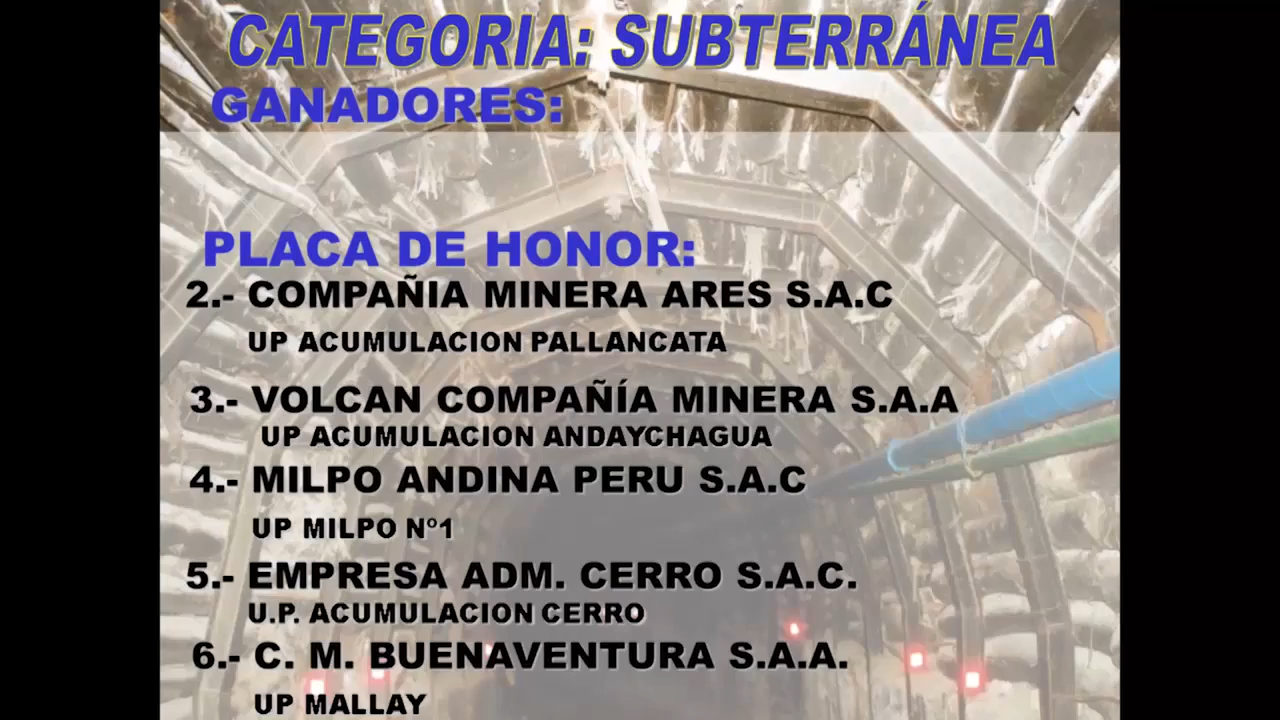 CATEGORIA: SUBTERRÁNEA
GANADORES:
PLACA DE HONOR:
2.- COMPAÑIA MINERA ARES S.A.C
UP ACUMULACION PALLANCATA
3.- VOLCAN COMPAÑÍA MINERA S.A.A
UP ACUMULACION ANDAYCHAGUA
4.- MILPO ANDINA PERU S.A.C
UP MILPO Nº1
5.- EMPRESA ADM. CERRO S.A.C.
U.P. ACUMULACION CERRO
6.- C. M. BUENAVENTURA S.A.A.
UP MALLAY